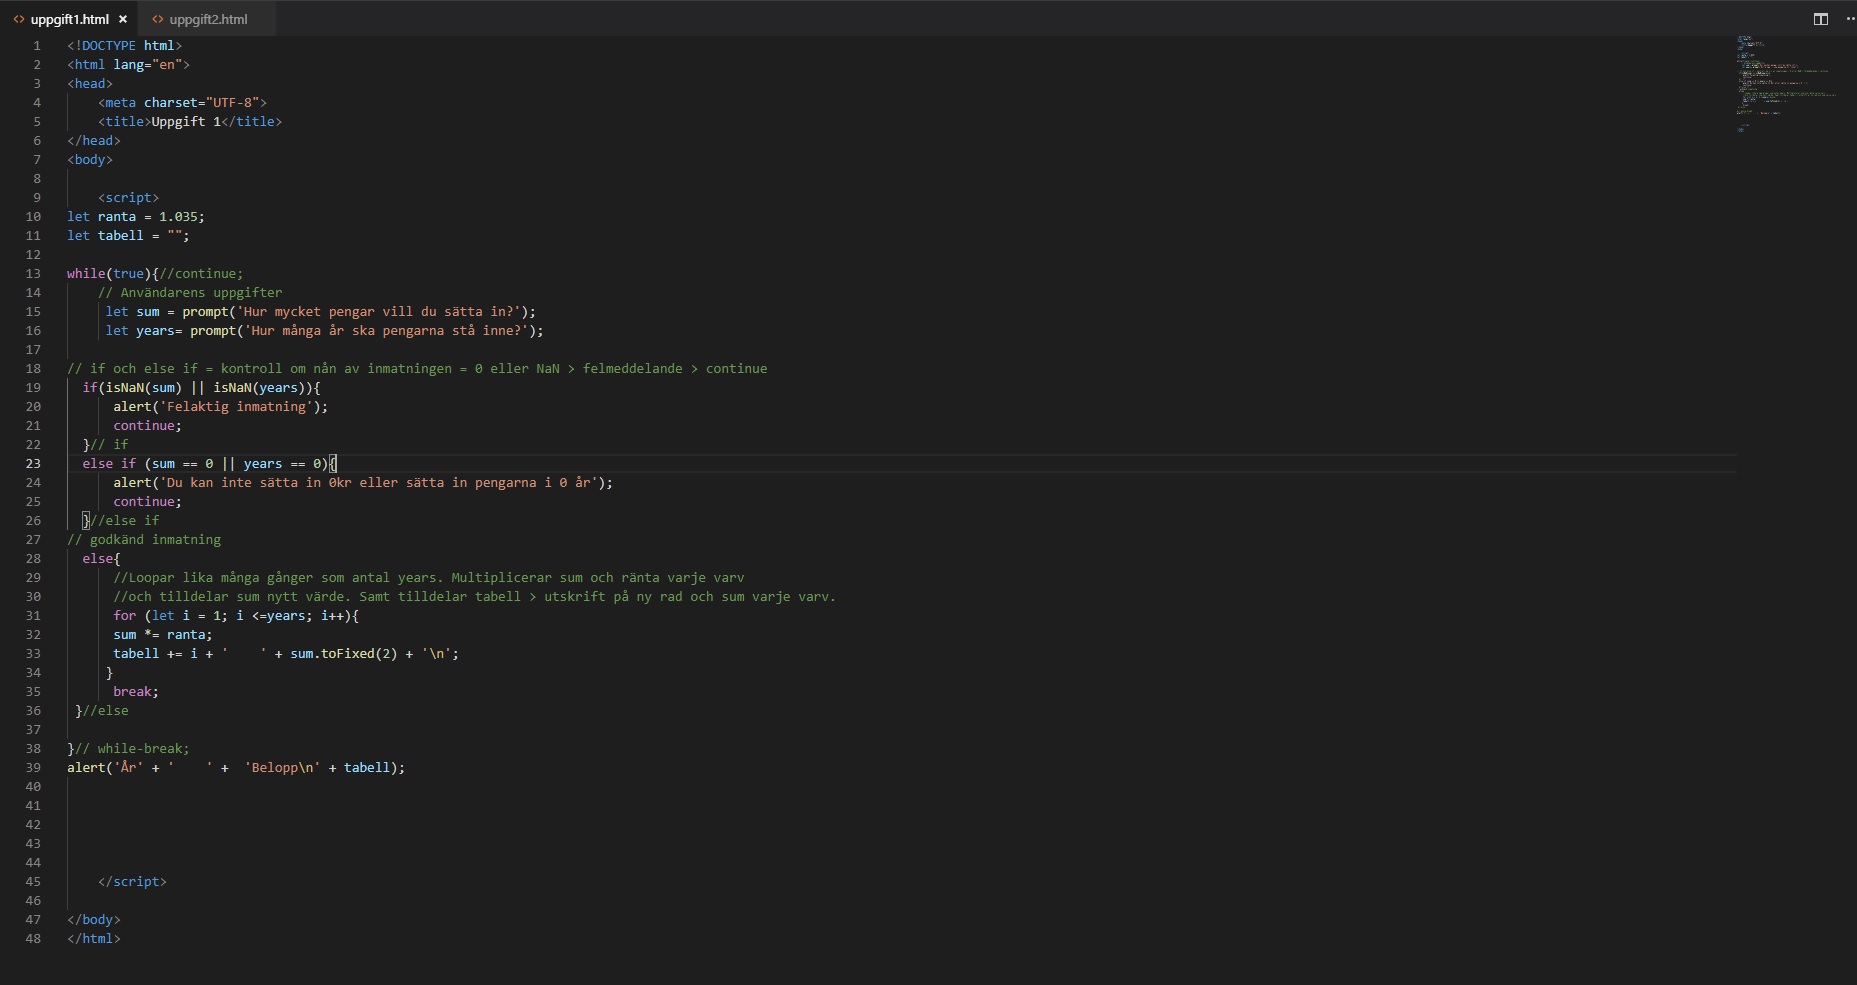 uppgift1.html × uppgift2.html
1 <!DOCTYPE html>
2 <html lang="en">
3 <head>
4 <meta charset="UTF-8">
5 <title>Uppgift 1</title>
6 </head>
7 <body>
8
9 <script>
10 let ranta = 1.035;
11 let tabell = "";
12
13 while(true){//continue;
14 // Användarens uppgifter
15 let sum = prompt('Hur mycket pengar vill du sätta in?');
16 let years= prompt('Hur många år ska pengarna stå inne?');
17
18 // if och else if = kontroll om nån av inmatningen = 0 eller NaN > felmeddelande > continue
19 if(isNaN(sum) || isNaN(years)){
20 alert('Felaktig inmatning');
21 continue;
22 }// if
23 else if (sum == 0 || years == 0){
24 alert('Du kan inte sätta in 0kr eller sätta in pengarna i 0 år');
25 continue;
26 }//else if
27 // godkänd inmatning
28 else{
29 //Loopar lika många gånger som antal years. Multiplicerar sum och ränta varje varv
30 //och tilldelar sum nytt värde. Samt tilldelar tabell > utskrift på ny rad och sum varje varv.
31 for (let i = 1; i <=years; i++){
32 sum *= ranta;
33 tabell += i + '    ' + sum.toFixed(2) + '\n';
34 }
35 break;
36 }//else
37
38 }// while-break;
39 alert('År' + '    ' +  'Belopp\n' + tabell);
40
41
42
43
44
45 </script>
46
47 </body>
48 </html>